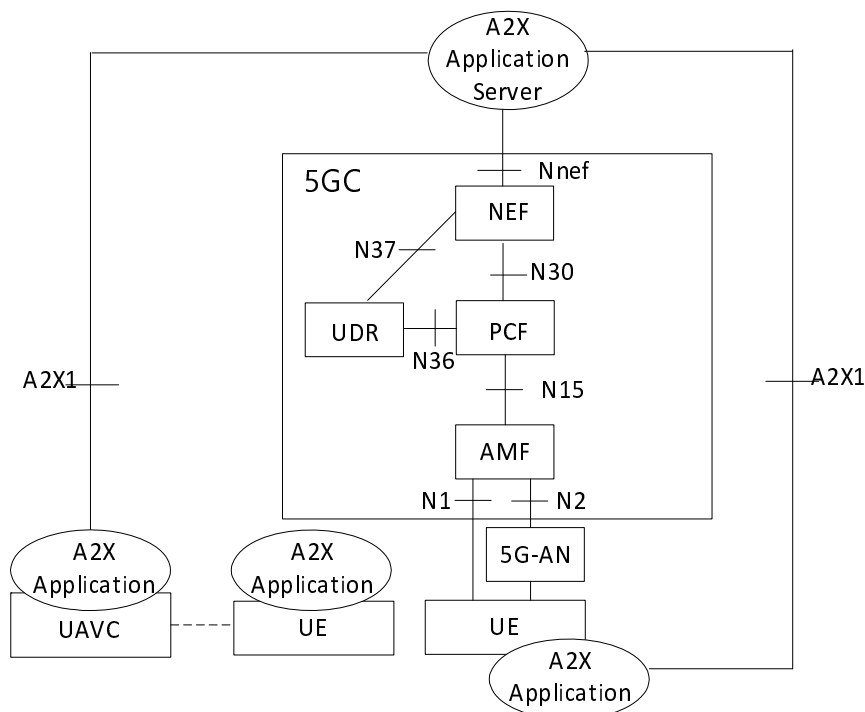 A2X
Application
Server
5GC
Nnef
NEF
N37
N30
UDR
PCF
N36
A2X1
N15
A2X1
AMF
N1
N2
A2X
Application
A2X
Application
5G-AN
UAVC
UE
UE
A2X
Application